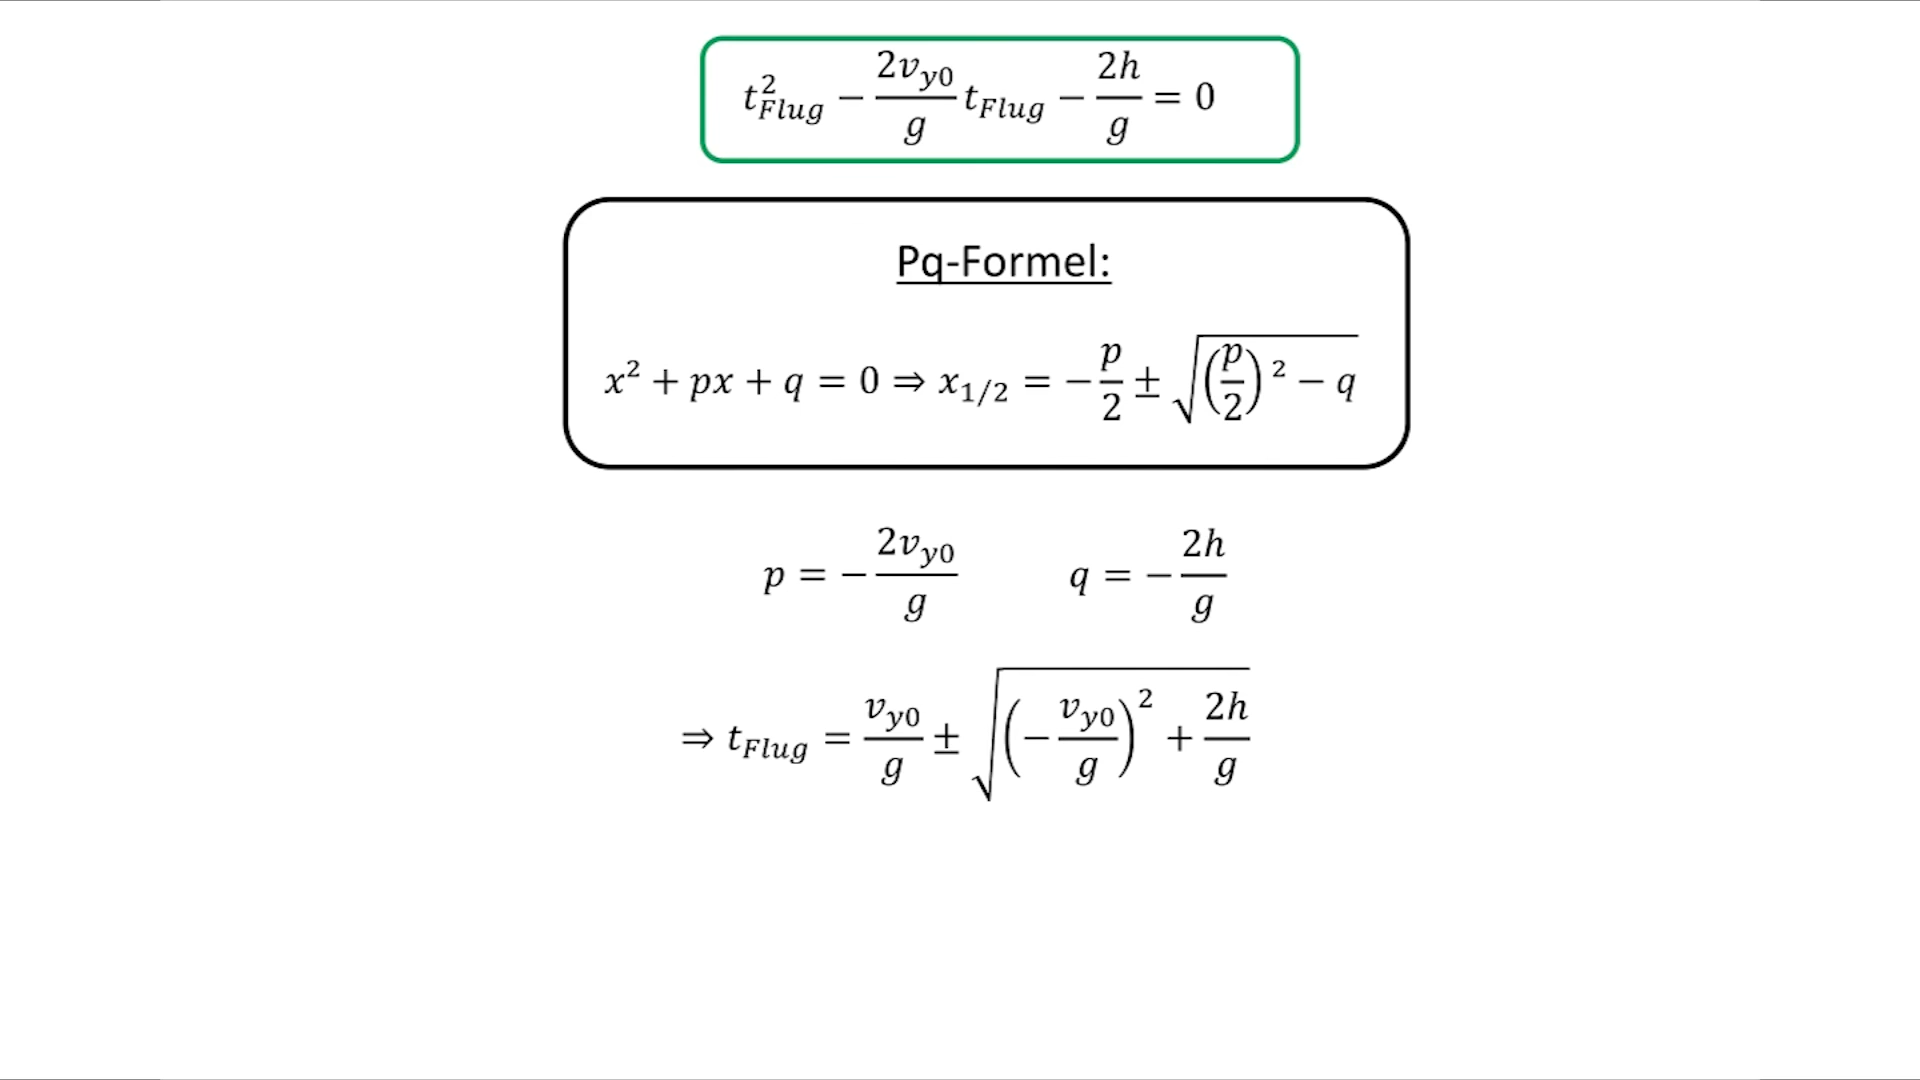 t²_Flug − 2v_y0/g t_Flug − 2h/g = 0
Pq-Formel:
x² + px + q = 0 ⇒ x_1/2 = −p/2 ± √((p/2)² − q)
p = −2v_y0/g q = −2h/g
⇒ t_Flug = v_y0/g ± √((−v_y0/g)² + 2h/g)